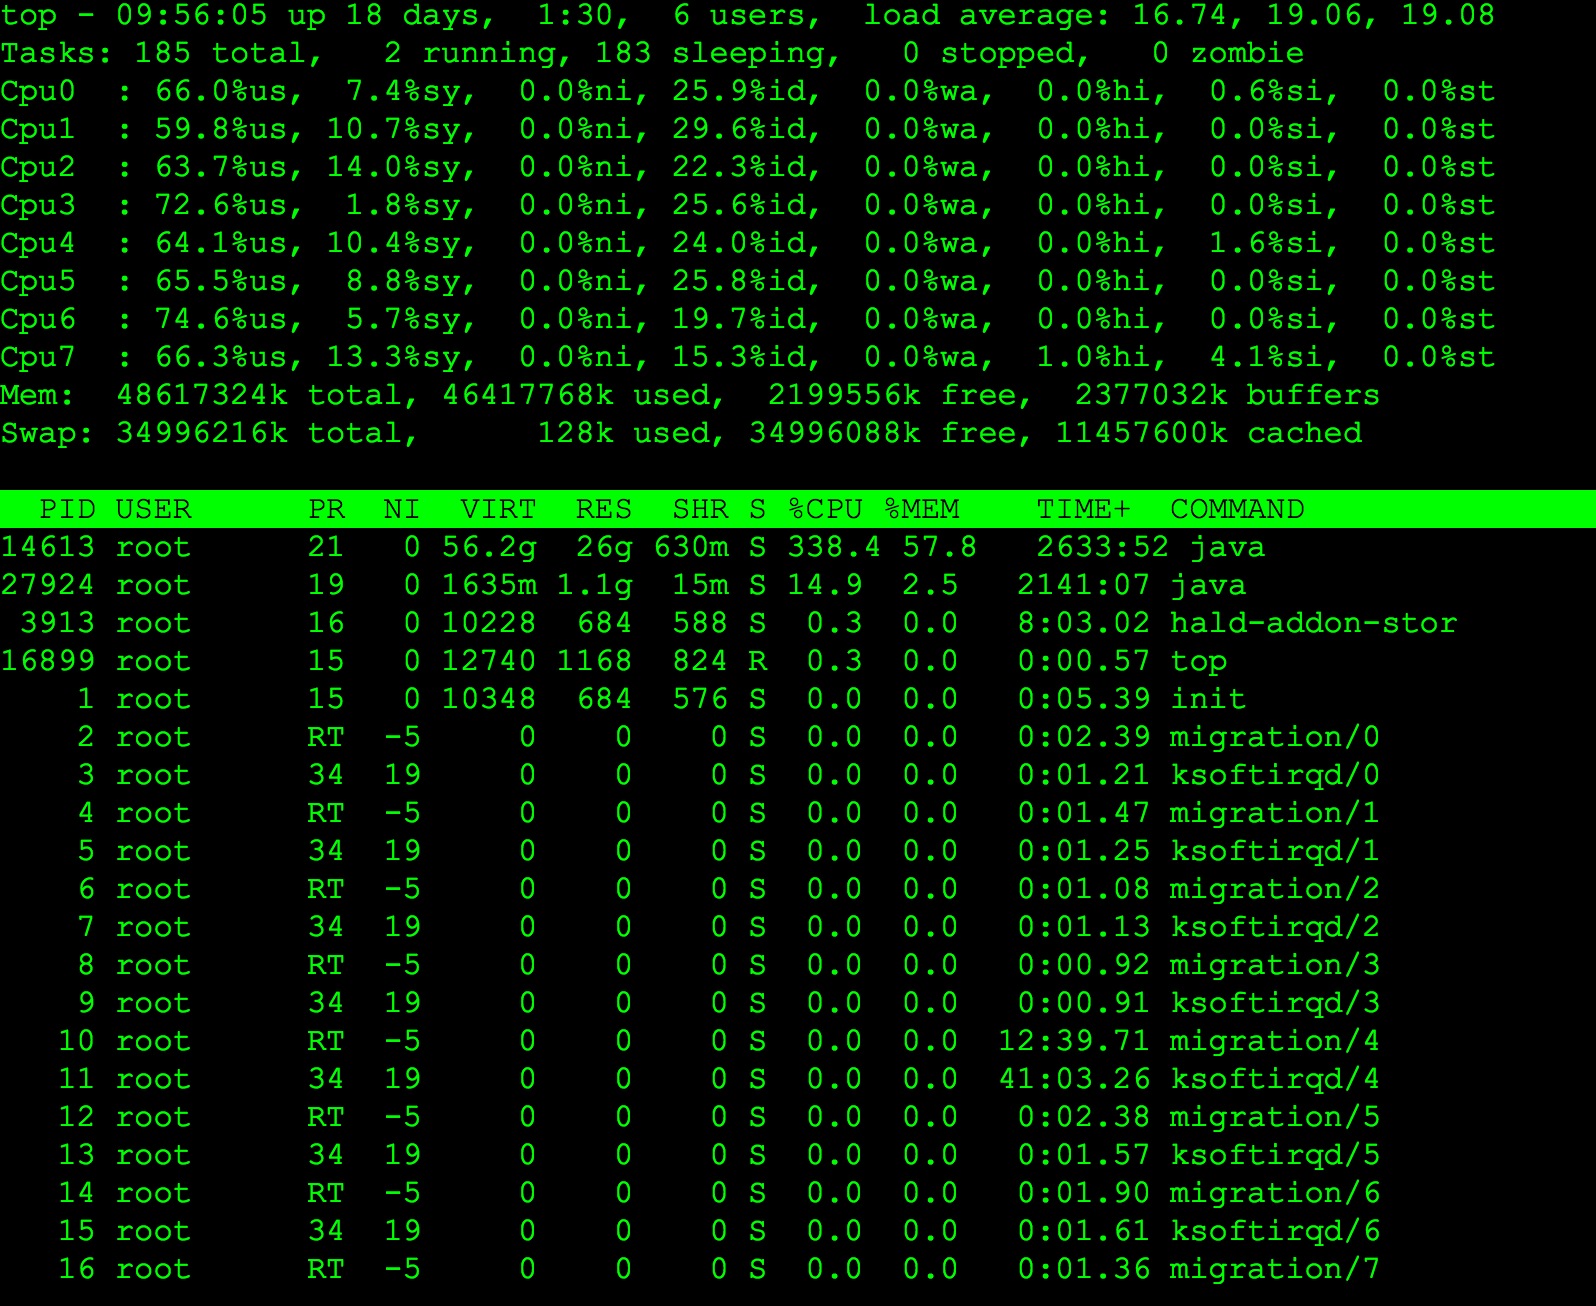 top - 09:56:05 up 18 days,  1:30,  6 users,  load average: 16.74, 19.06, 19.08
Tasks: 185 total,   2 running, 183 sleeping,   0 stopped,   0 zombie
Cpu0  : 66.0%us,  7.4%sy,  0.0%ni, 25.9%id,  0.0%wa,  0.0%hi,  0.6%si,  0.0%st
Cpu1  : 59.8%us, 10.7%sy,  0.0%ni, 29.6%id,  0.0%wa,  0.0%hi,  0.0%si,  0.0%st
Cpu2  : 63.7%us, 14.0%sy,  0.0%ni, 22.3%id,  0.0%wa,  0.0%hi,  0.0%si,  0.0%st
Cpu3  : 72.6%us,  1.8%sy,  0.0%ni, 25.6%id,  0.0%wa,  0.0%hi,  0.0%si,  0.0%st
Cpu4  : 64.1%us, 10.4%sy,  0.0%ni, 24.0%id,  0.0%wa,  0.0%hi,  1.6%si,  0.0%st
Cpu5  : 65.5%us,  8.8%sy,  0.0%ni, 25.8%id,  0.0%wa,  0.0%hi,  0.0%si,  0.0%st
Cpu6  : 74.6%us,  5.7%sy,  0.0%ni, 19.7%id,  0.0%wa,  0.0%hi,  0.0%si,  0.0%st
Cpu7  : 66.3%us, 13.3%sy,  0.0%ni, 15.3%id,  0.0%wa,  1.0%hi,  4.1%si,  0.0%st
Mem:  48617324k total, 46417768k used,  2199556k free,  2377032k buffers
Swap: 34996216k total,      128k used, 34996088k free, 11457600k cached
  PID USER      PR  NI  VIRT  RES  SHR S %CPU %MEM    TIME+  COMMAND
14613 root      21   0 56.2g  26g 630m S 338.4 57.8   2633:52 java
27924 root      19   0 1635m 1.1g  15m S 14.9  2.5   2141:07 java
 3913 root      16   0 10228  684  588 S  0.3  0.0   8:03.02 hald-addon-stor
16899 root      15   0 12740 1168  824 R  0.3  0.0   0:00.57 top
    1 root      15   0 10348  684  576 S  0.0  0.0   0:05.39 init
    2 root      RT  -5     0    0    0 S  0.0  0.0   0:02.39 migration/0
    3 root      34  19     0    0    0 S  0.0  0.0   0:01.21 ksoftirqd/0
    4 root      RT  -5     0    0    0 S  0.0  0.0   0:01.47 migration/1
    5 root      34  19     0    0    0 S  0.0  0.0   0:01.25 ksoftirqd/1
    6 root      RT  -5     0    0    0 S  0.0  0.0   0:01.08 migration/2
    7 root      34  19     0    0    0 S  0.0  0.0   0:01.13 ksoftirqd/2
    8 root      RT  -5     0    0    0 S  0.0  0.0   0:00.92 migration/3
    9 root      34  19     0    0    0 S  0.0  0.0   0:00.91 ksoftirqd/3
   10 root      RT  -5     0    0    0 S  0.0  0.0  12:39.71 migration/4
   11 root      34  19     0    0    0 S  0.0  0.0  41:03.26 ksoftirqd/4
   12 root      RT  -5     0    0    0 S  0.0  0.0   0:02.38 migration/5
   13 root      34  19     0    0    0 S  0.0  0.0   0:01.57 ksoftirqd/5
   14 root      RT  -5     0    0    0 S  0.0  0.0   0:01.90 migration/6
   15 root      34  19     0    0    0 S  0.0  0.0   0:01.61 ksoftirqd/6
   16 root      RT  -5     0    0    0 S  0.0  0.0   0:01.36 migration/7